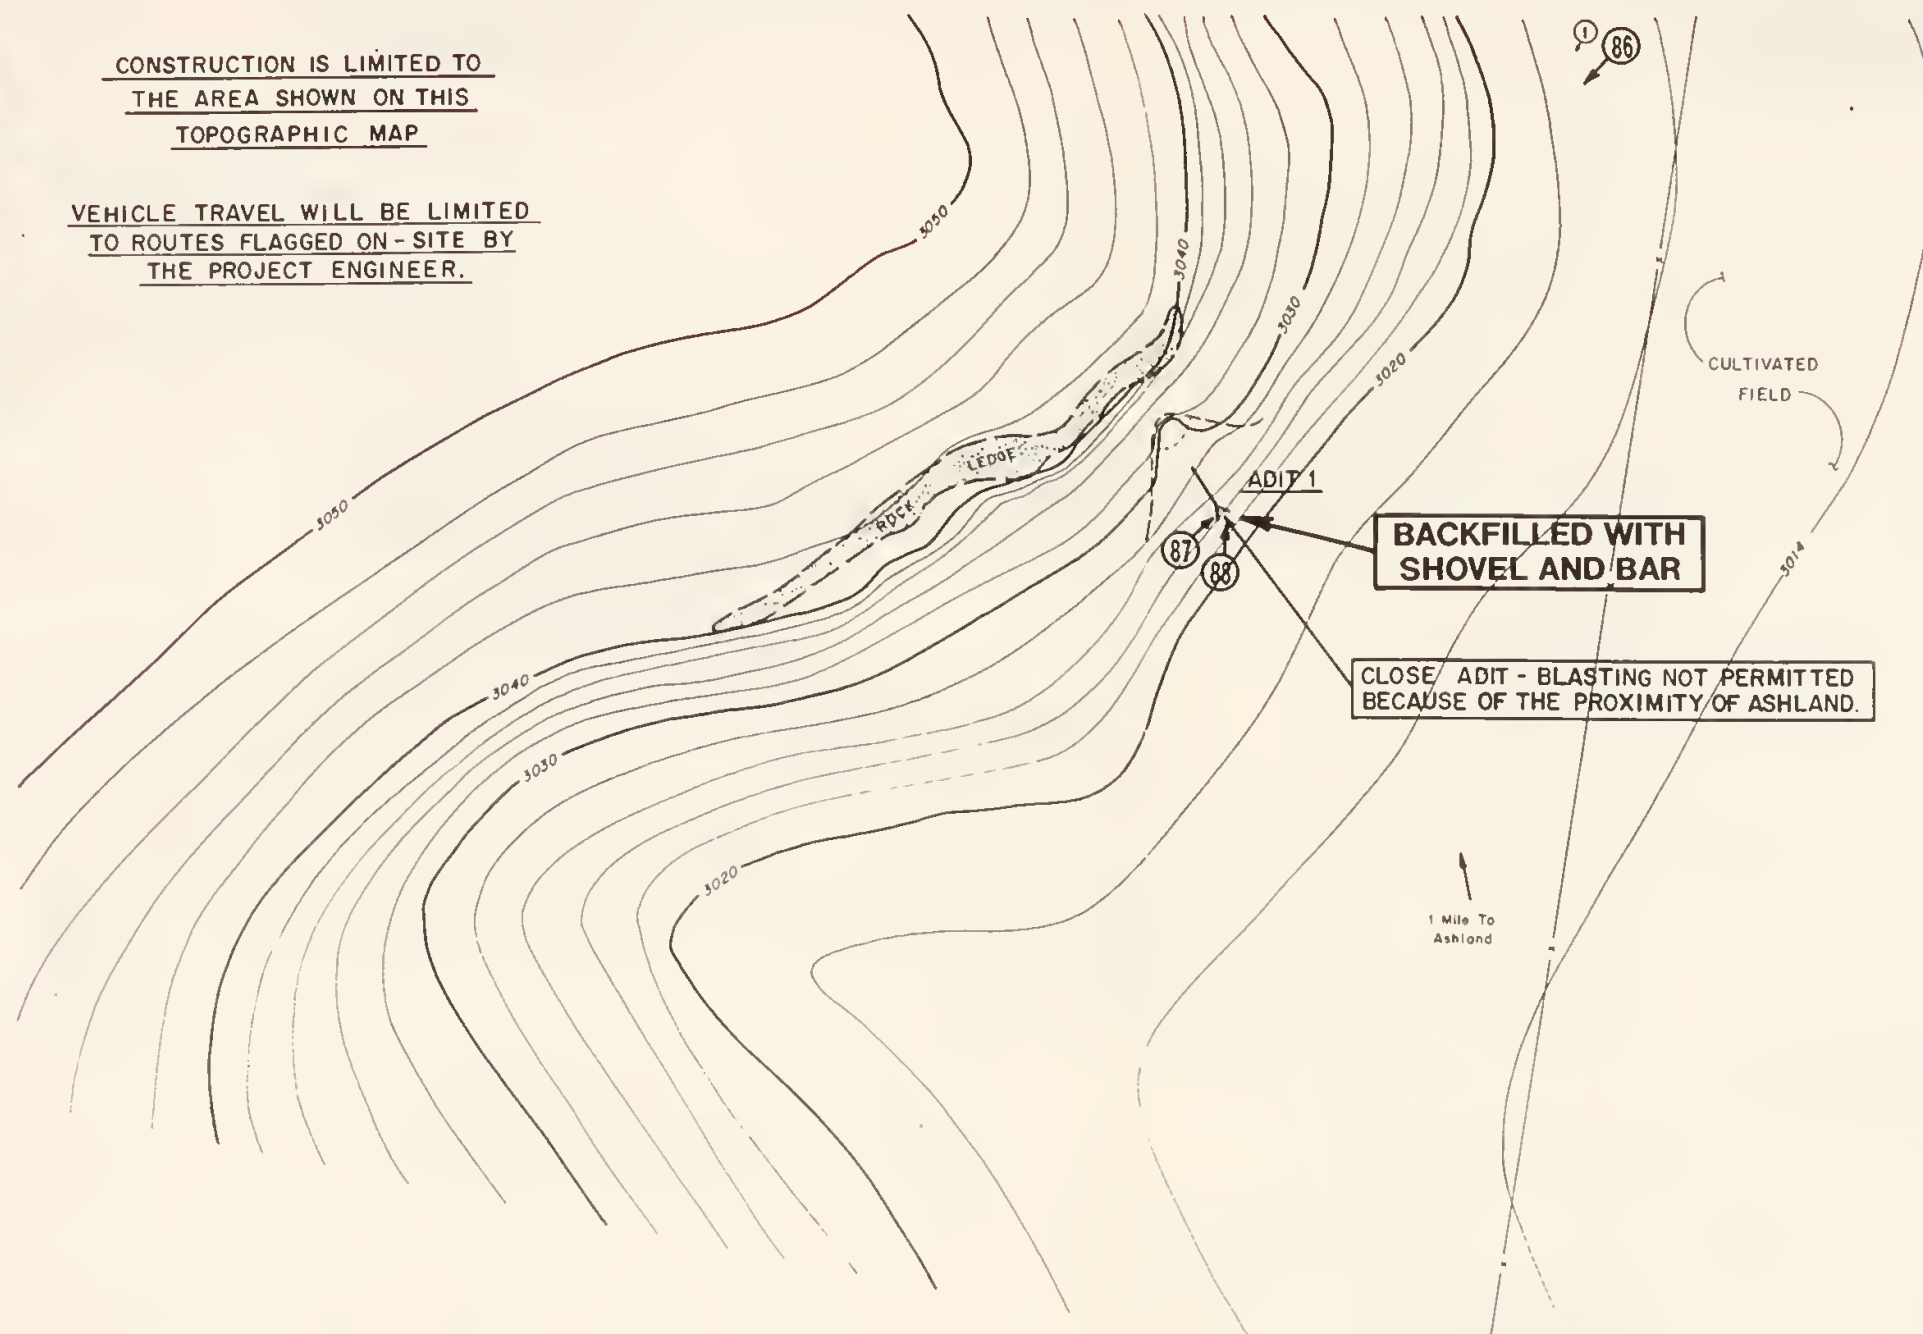 CONSTRUCTION IS LIMITED TO
THE AREA SHOWN ON THIS
TOPOGRAPHIC MAP
VEHICLE TRAVEL WILL BE LIMITED
TO ROUTES FLAGGED ON-SITE BY
THE PROJECT ENGINEER.
1
86
3050
3040
3030
3020
CULTIVATED
FIELD
LEDGE
ROCK
ADIT 1
3050
87
88
BACKFILLED WITH
SHOVEL AND BAR
3014
CLOSE ADIT - BLASTING NOT PERMITTED
BECAUSE OF THE PROXIMITY OF ASHLAND.
3040
3030
3020
1 Mile To
Ashland